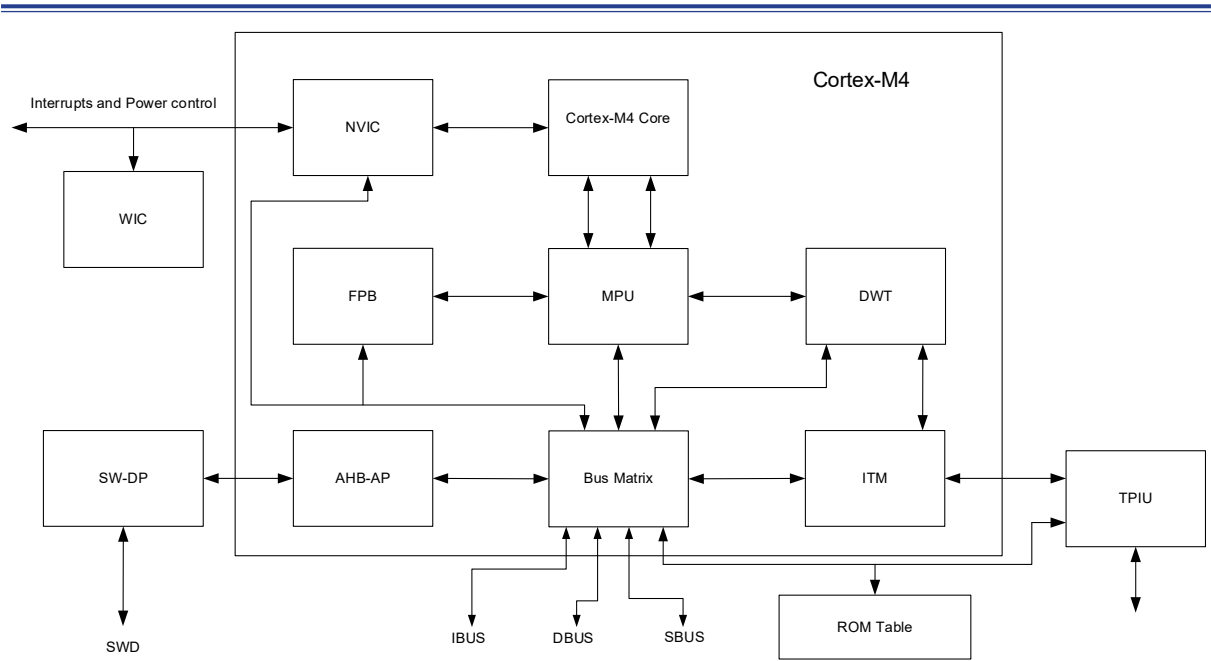 Cortex-M4
Interrupts and Power control
NVIC
Cortex-M4 Core
WIC
FPB
MPU
DWT
SW-DP
AHB-AP
Bus Matrix
ITM
TPIU
IBUS
DBUS
SBUS
ROM Table
SWD